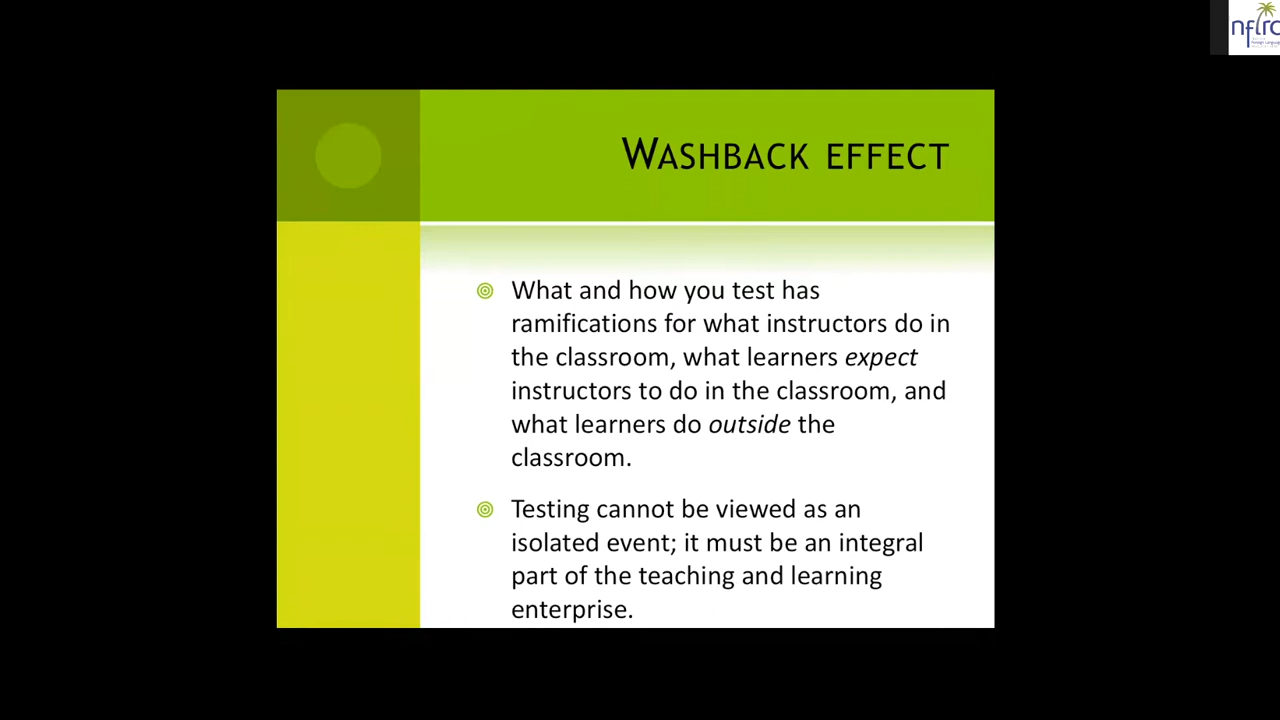 nflrc
WASHBACK EFFECT
What and how you test has
ramifications for what instructors do in
the classroom, what learners expect
instructors to do in the classroom, and
what learners do outside the
classroom.
Testing cannot be viewed as an
isolated event; it must be an integral
part of the teaching and learning
enterprise.